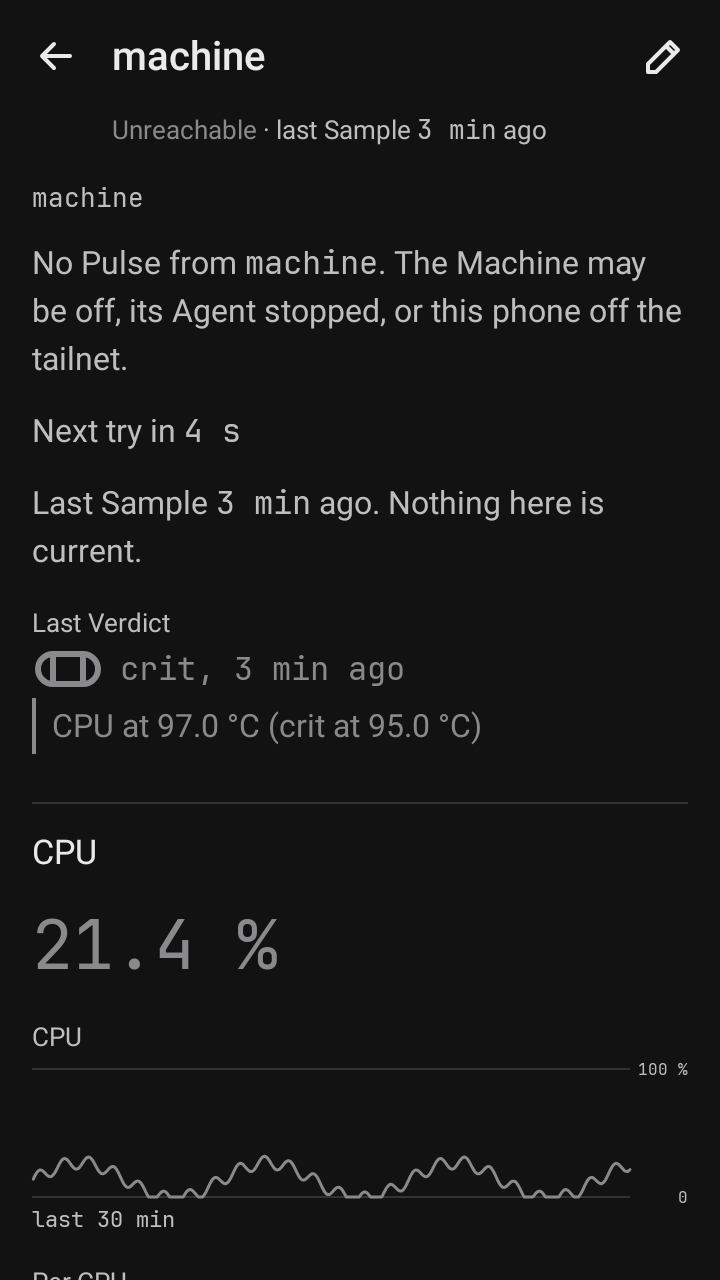 machine
Unreachable · last Sample 3 min ago
machine
No Pulse from machine. The Machine may
be off, its Agent stopped, or this phone off the
tailnet.
Next try in 4 s
Last Sample 3 min ago. Nothing here is
current.
Last Verdict
crit, 3 min ago
CPU at 97.0 °C (crit at 95.0 °C)
CPU
21.4 %
CPU
100 %
0
last 30 min
Per CPU